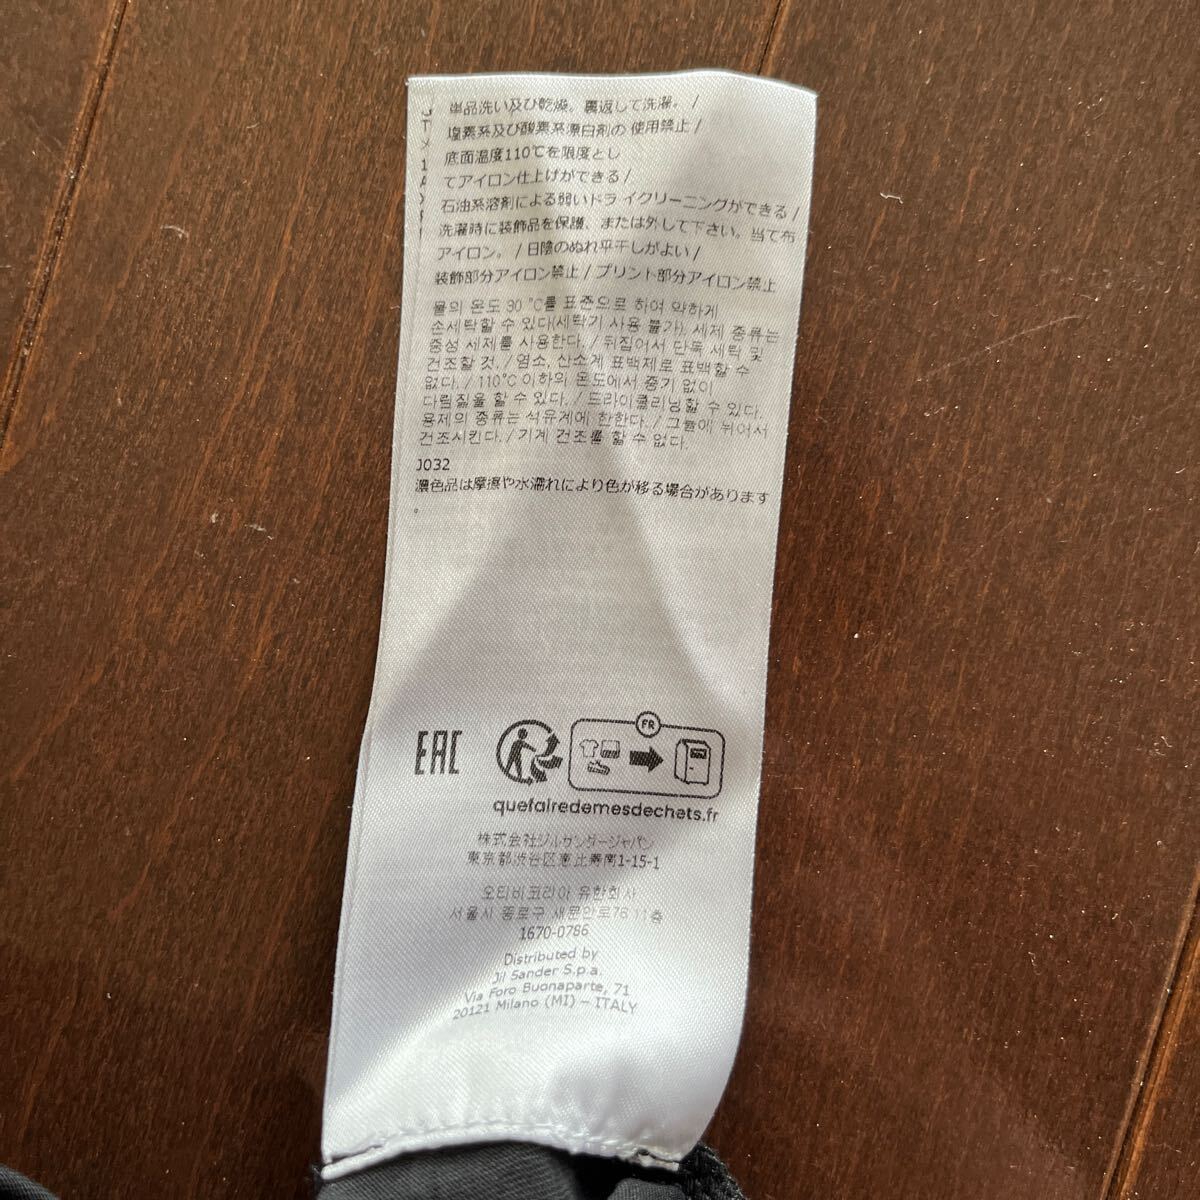 単品洗い及び乾燥。裏返して洗濯。 /
塩素系及び酸素系漂白剤の 使用禁止 /
底面温度110℃を限度とし
てアイロン仕上げができる /
石油系溶剤による弱いドラ イクリーニングができる /
洗濯時に装飾品を保護、または外して下さい。当て布
アイロン。 / 日陰のぬれ平干しがよい /
装飾部分アイロン禁止 / プリント部分アイロン禁止
물의 온도 30 °C를 표준으로 하여 약하게
손세탁할 수 있다(세탁기 사용 불가). 세제 종류는
중성 세제를 사용한다. / 뒤집어서 단독 세탁 및
건조할 것. / 염소, 산소계 표백제로 표백할 수
없다. / 110°C 이하의 온도에서 중기 없이
다림질을 할 수 있다. / 드라이클리닝할 수 있다.
용제의 종류는 석유계에 한한다. / 그늘에 뉘어서
건조시킨다. / 기계 건조를 할 수 없다.
J032
濃色品は摩擦や水濡れにより色が移る場合があります
。
EAC
FR
quefairedemesdechets.fr
株式会社ジルサンダージャパン
東京都渋谷区恵比寿南1-15-1
오티비코리아 유한회사
서울시 종로구 새문안로76 11층
1670-0786
Distributed by
Jil Sander S.p.a.
Via Foro Buonaparte, 71
20121 Milano (MI) – ITALY